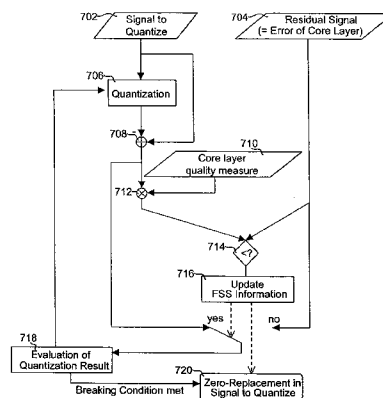 702
Signal to
Quantize
704
Residual Signal
(= Error of Core Layer)
706
Quantization
708
-
710
Core layer
quality measure
712
714
<?
716
Update
FSS Information
yes
no
718
Evaluation of
Quantization Result
Breaking Condition met
720
Zero-Replacement in
Signal to Quantize